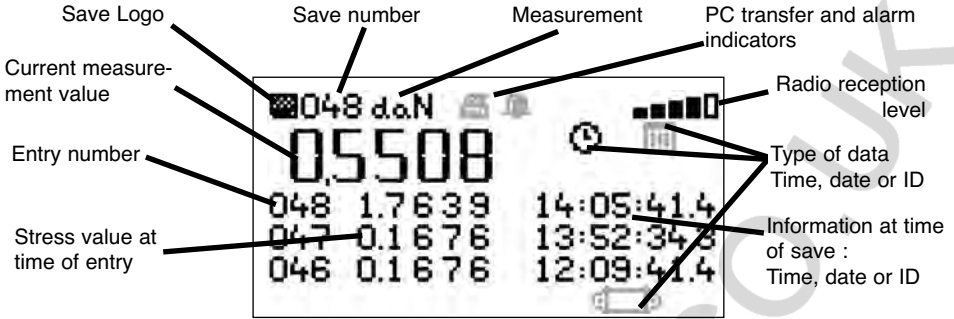 Save Logo
Save number
Measurement
PC transfer and alarm
indicators
Current measure-
ment value
Radio reception
level
048 daN
0.5508
Entry number
Type of data
Time, date or ID
048 1.7639 14:05:41.4
047 0.1676 13:52:34.3
046 0.1676 12:09:41.4
Stress value at
time of entry
Information at time
of save :
Time, date or ID
CO.UK